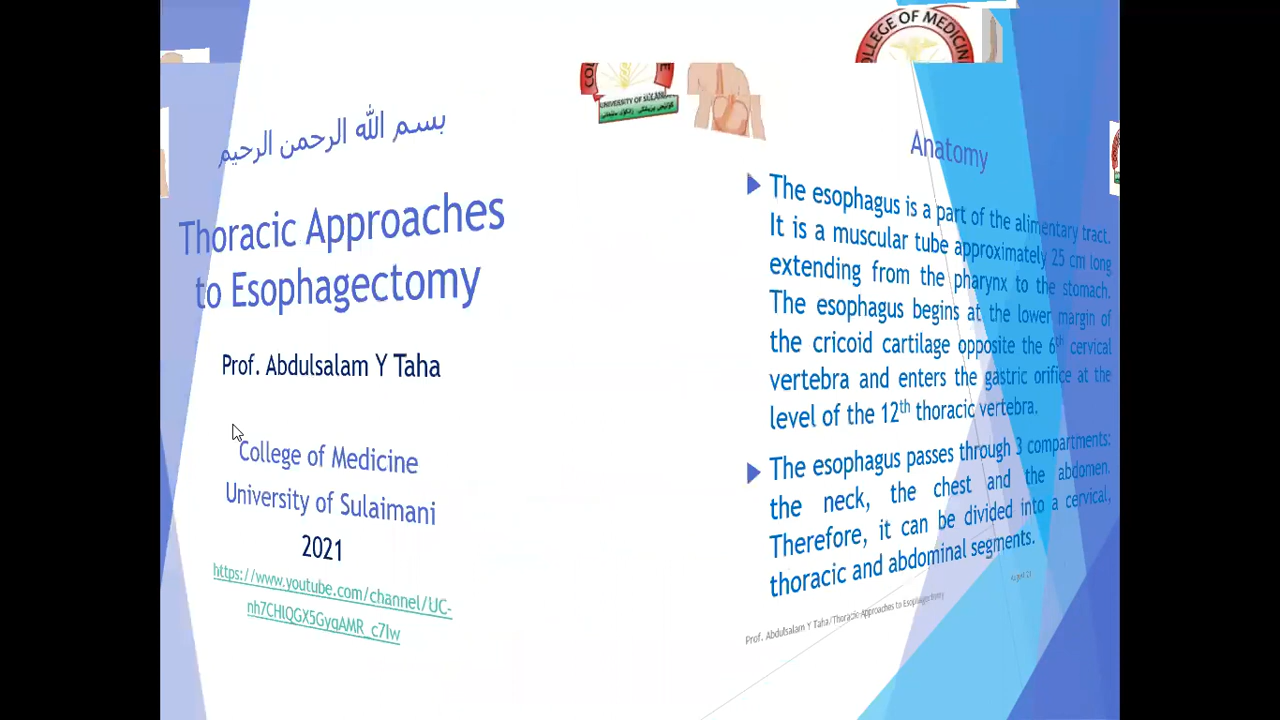 بسم الله الرحمن الرحيم
Thoracic Approaches
to Esophagectomy
Prof. Abdulsalam Y Taha
College of Medicine
University of Sulaimani
2021
https://www.youtube.com/channel/UC-
nh7CHlQGX5GyqAMR_c7Iw
UNIVERSITY OF SULAI
COLLEGE OF MEDICINE
Anatomy
The esophagus is a part of the alimentary tract.
It is a muscular tube approximately 25 cm long
extending from the pharynx to the stomach.
The esophagus begins at the lower margin of
the cricoid cartilage opposite the 6th cervical
vertebra and enters the gastric orifice at the
level of the 12th thoracic vertebra.
The esophagus passes through 3 compartments:
the neck, the chest and the abdomen.
Therefore, it can be divided into a cervical,
thoracic and abdominal segments.
Prof. Abdulsalam Y Taha/Thoracic Approaches to Esophagectomy